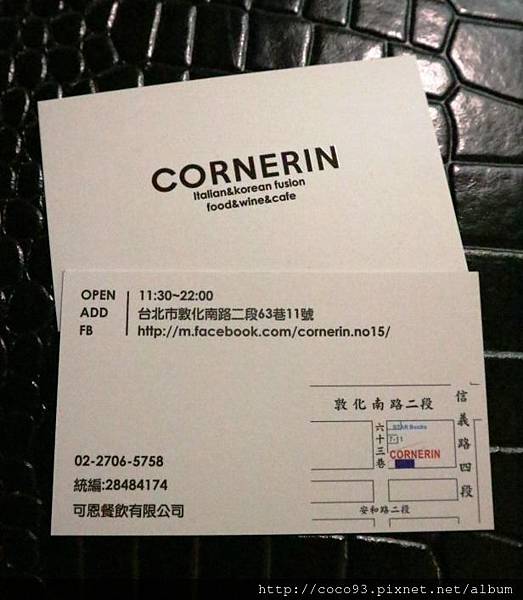 CORNERIN
Italian&korean fusion
food&wine&cafe
OPEN 11:30~22:00
ADD 台北市敦化南路二段63巷11號
FB http://m.facebook.com/cornerin.no15/
敦化南路二段
信義路四段
六十三巷
CORNERIN
安和路二段
02-2706-5758
統編:28484174
可恩餐飲有限公司
http://coco93.pixnet.net/album